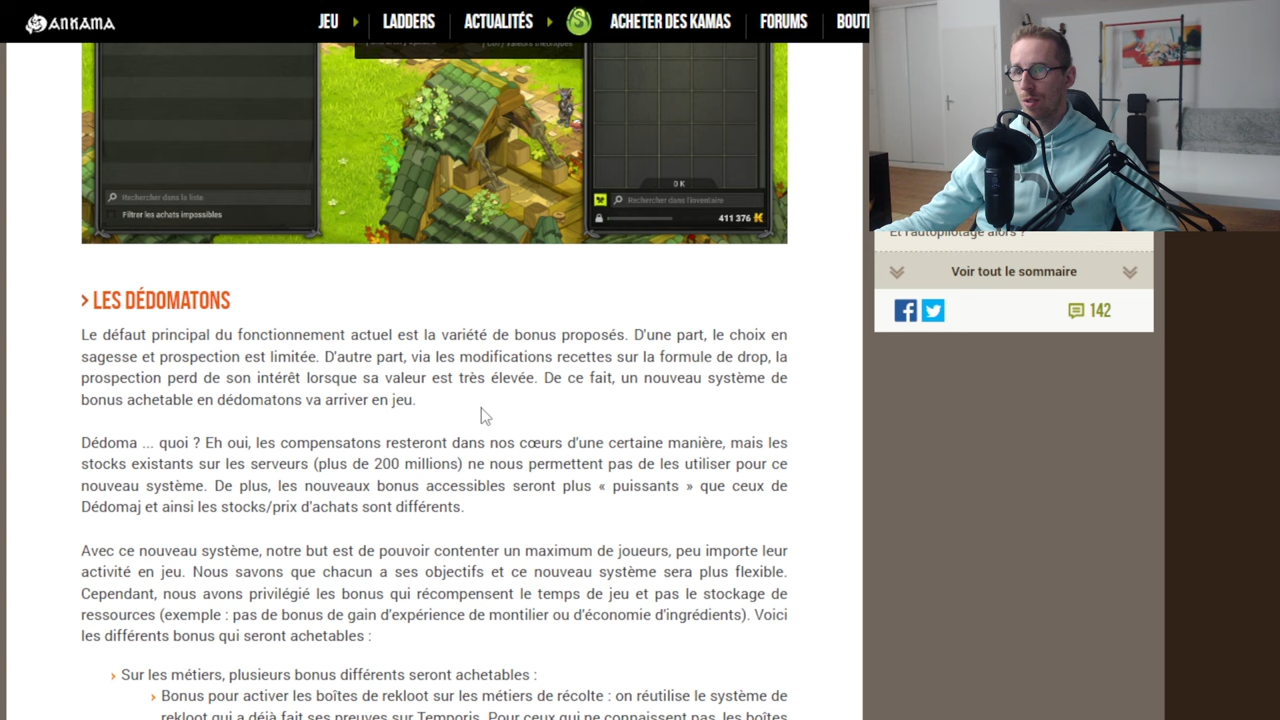 ANKAMA JEU LADDERS ACTUALITÉS ACHETER DES KAMAS FORUMS
Rechercher dans la liste
Filtrer les achats impossibles
0 K
Rechercher dans l'inventaire
411 376
Et l'autopilotage alors ?
Voir tout le sommaire
142
LES DÉDOMATONS
Le défaut principal du fonctionnement actuel est la variété de bonus proposés. D'une part, le choix en
sagesse et prospection est limitée. D'autre part, via les modifications recettes sur la formule de drop, la
prospection perd de son intérêt lorsque sa valeur est très élevée. De ce fait, un nouveau système de
bonus achetable en dédomatons va arriver en jeu.
Dédoma ... quoi ? Eh oui, les compensatons resteront dans nos cœurs d'une certaine manière, mais les
stocks existants sur les serveurs (plus de 200 millions) ne nous permettent pas de les utiliser pour ce
nouveau système. De plus, les nouveaux bonus accessibles seront plus « puissants » que ceux de
Dédomaj et ainsi les stocks/prix d'achats sont différents.
Avec ce nouveau système, notre but est de pouvoir contenter un maximum de joueurs, peu importe leur
activité en jeu. Nous savons que chacun a ses objectifs et ce nouveau système sera plus flexible.
Cependant, nous avons privilégié les bonus qui récompensent le temps de jeu et pas le stockage de
ressources (exemple : pas de bonus de gain d'expérience de montilier ou d'économie d'ingrédients). Voici
les différents bonus qui seront achetables :
Sur les métiers, plusieurs bonus différents seront achetables :
Bonus pour activer les boîtes de rekloot sur les métiers de récolte : on réutilise le système de
rekloot qui a déjà fait ses preuves sur Temporis. Pour ceux qui ne connaissent pas, les boîtes